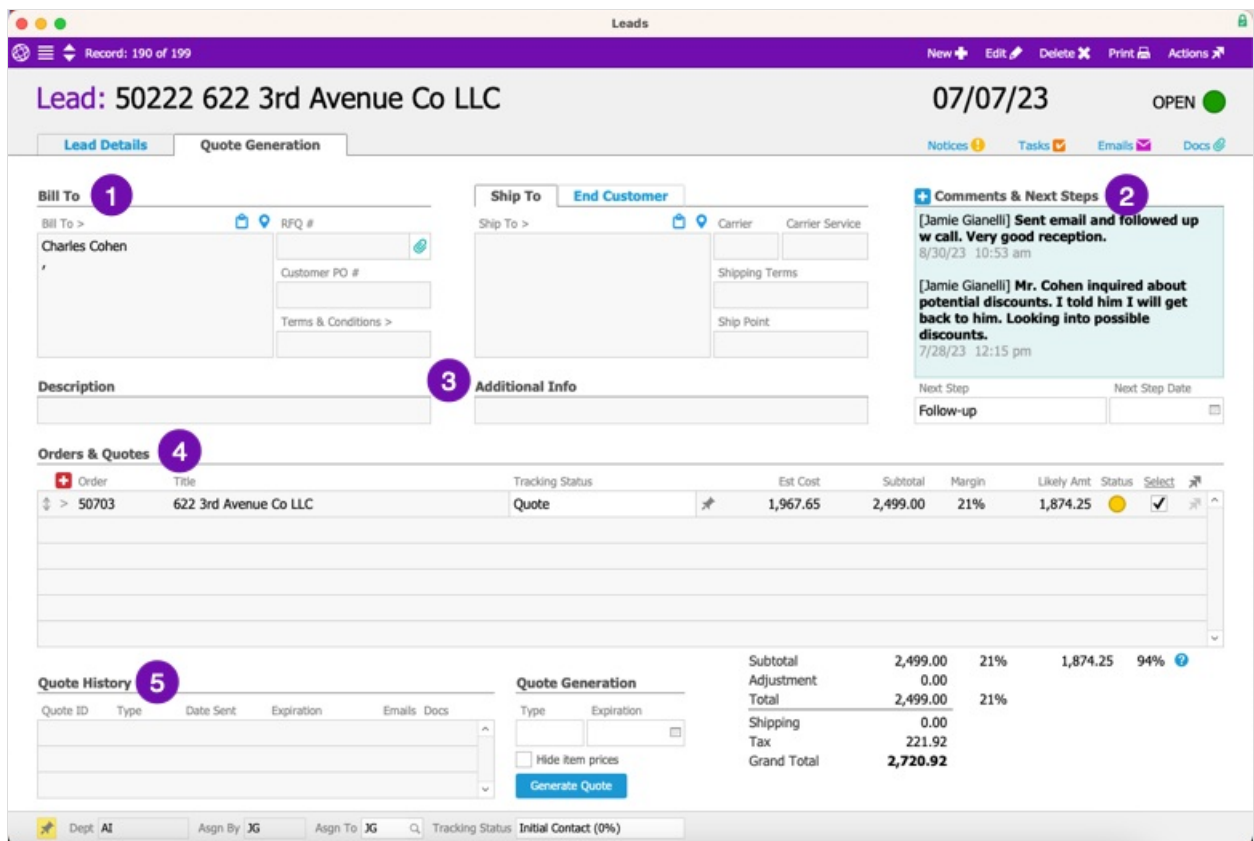 Leads
Record: 190 of 199
New Edit Delete Print Actions
Lead: 50222 622 3rd Avenue Co LLC
07/07/23
OPEN
Lead Details
Quote Generation
Notices Tasks Emails Docs
Bill To 1
Bill To >
Charles Cohen
,
RFQ #
Customer PO #
Terms & Conditions >
Ship To
End Customer
Ship To >
Carrier
Carrier Service
Shipping Terms
Ship Point
Comments & Next Steps 2
[Jamie Gianelli] Sent email and followed up
w call. Very good reception.
8/30/23 10:53 am
[Jamie Gianelli] Mr. Cohen inquired about
potential discounts. I told him I will get
back to him. Looking into possible
discounts.
7/28/23 12:15 pm
Next Step
Next Step Date
Follow-up
Description
3
Additional Info
Orders & Quotes 4
Order Title Tracking Status Est Cost Subtotal Margin Likely Amt Status Select
> 50703 622 3rd Avenue Co LLC Quote 1,967.65 2,499.00 21% 1,874.25
Quote History 5
Quote ID Type Date Sent Expiration Emails Docs
Quote Generation
Type Expiration
Hide item prices
Generate Quote
Subtotal 2,499.00 21% 1,874.25 94% ?
Adjustment 0.00
Total 2,499.00 21%
Shipping 0.00
Tax 221.92
Grand Total 2,720.92
Dept AI Asgn By JG Asgn To JG Tracking Status Initial Contact (0%)